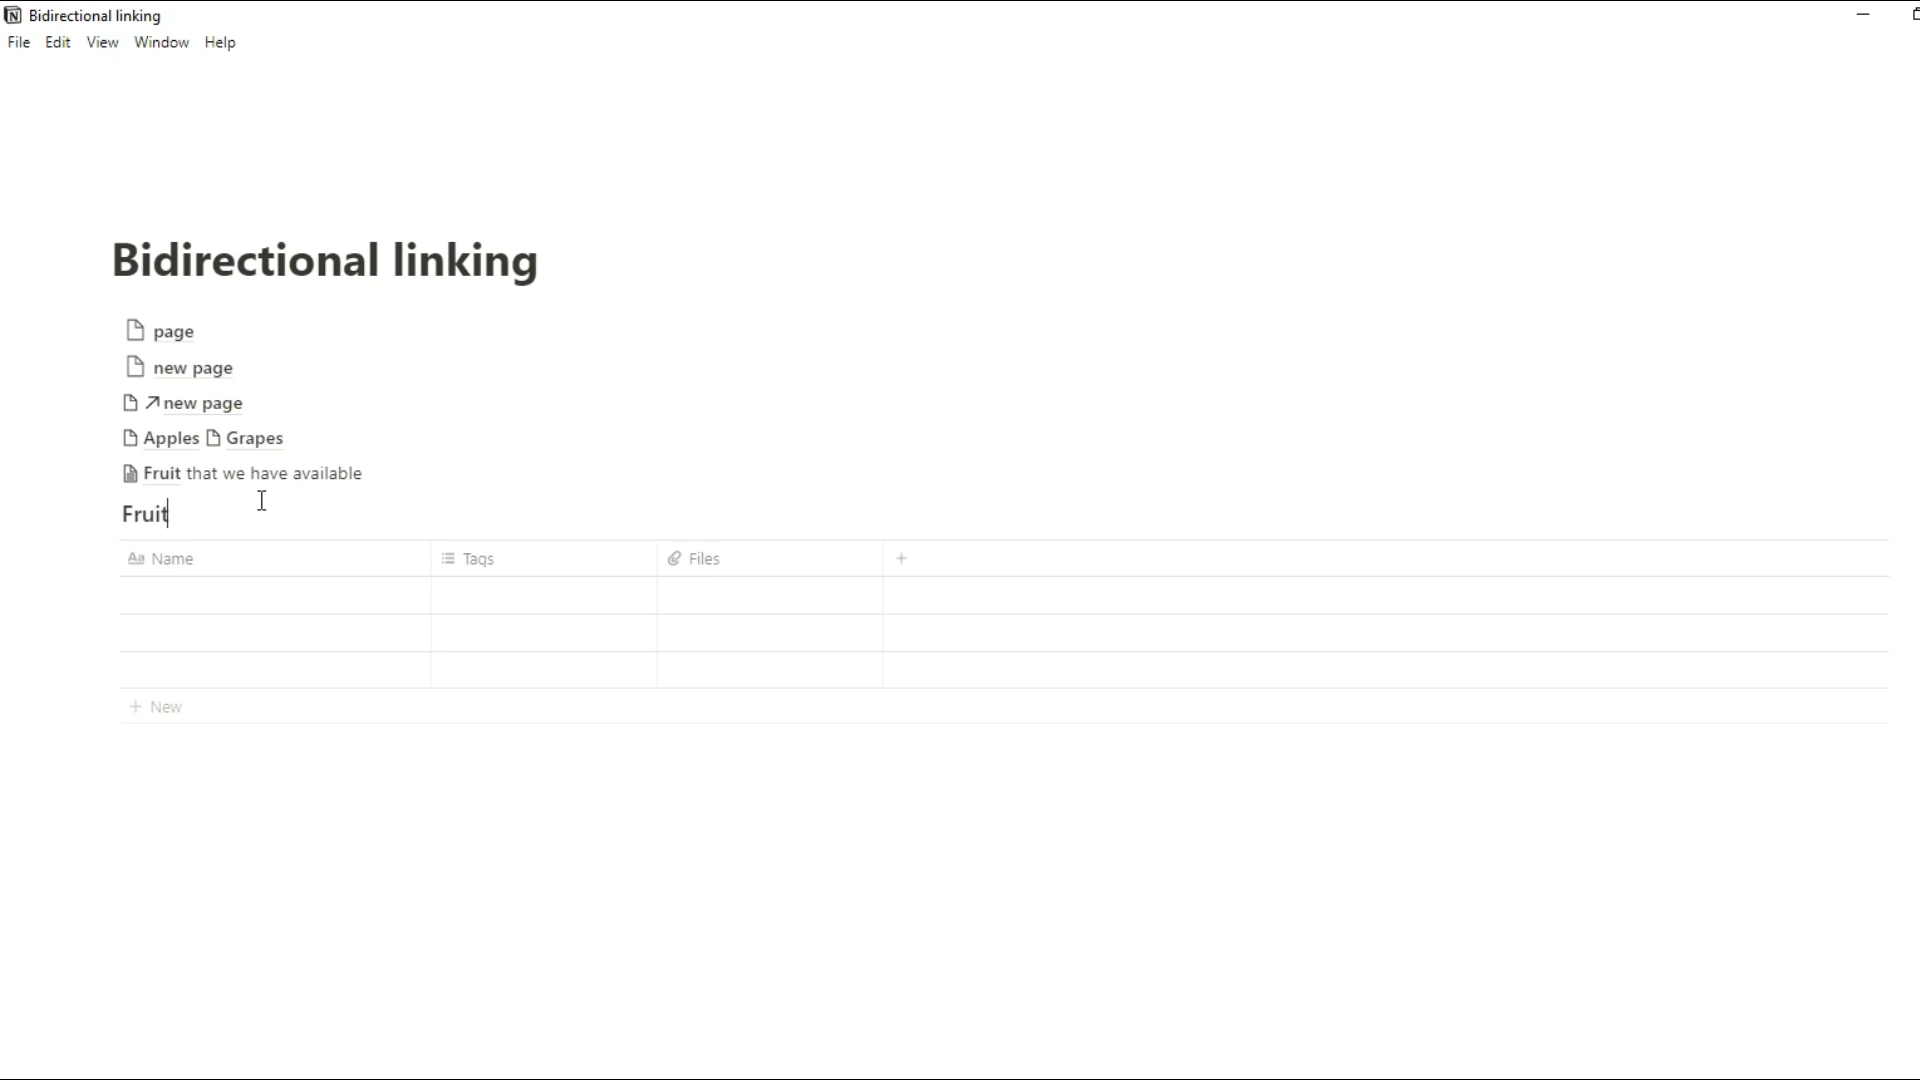 Bidirectional linking
File Edit View Window Help
Bidirectional linking
page
new page
new page
Apples Grapes
Fruit that we have available
Fruit
Aa Name Tags Files +
+ New